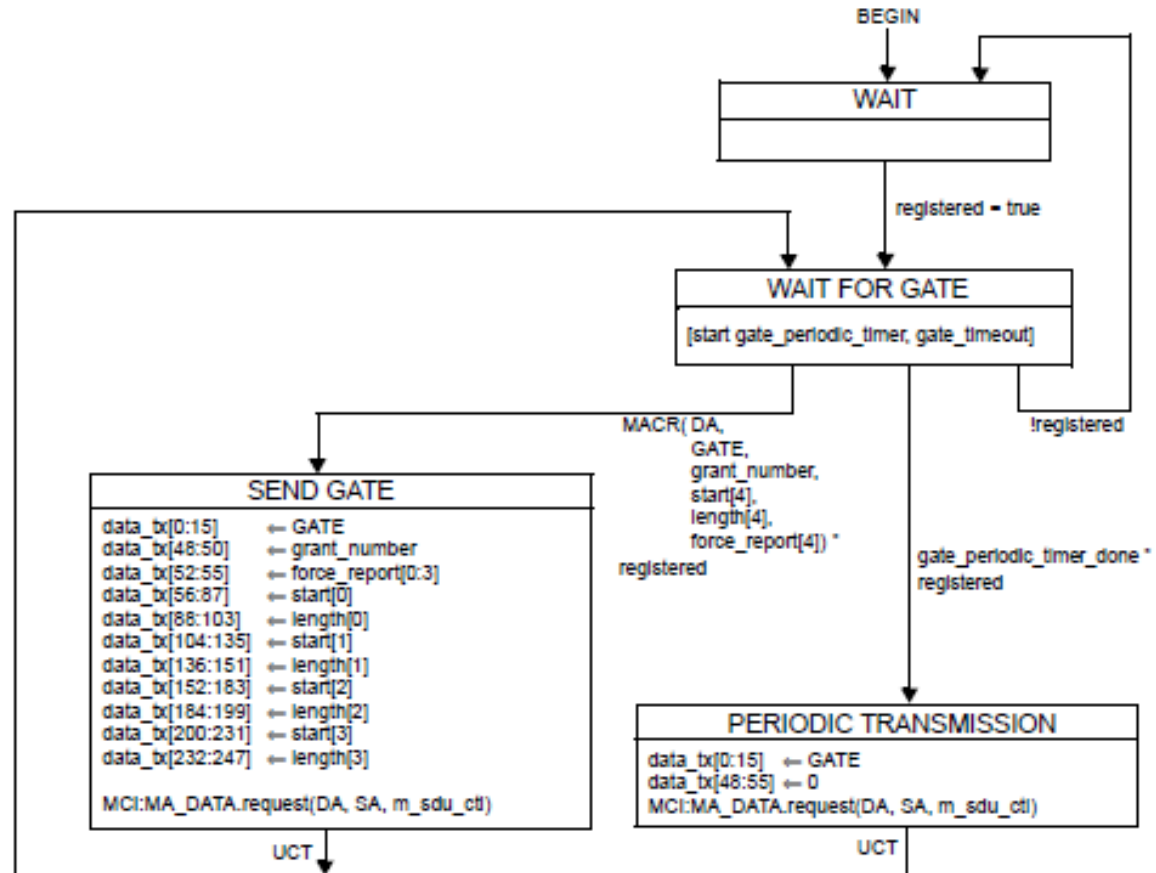 BEGIN
WAIT
registered = true
WAIT FOR GATE
[start gate_periodic_timer, gate_timeout]
MACR( DA,
GATE,
grant_number,
start[4],
length[4],
force_report[4]) *
registered
!registered
gate_periodic_timer_done *
registered
SEND GATE
data_tx[0:15] ⇐ GATE
data_tx[48:50] ⇐ grant_number
data_tx[52:55] ⇐ force_report[0:3]
data_tx[56:87] ⇐ start[0]
data_tx[88:103] ⇐ length[0]
data_tx[104:135] ⇐ start[1]
data_tx[136:151] ⇐ length[1]
data_tx[152:183] ⇐ start[2]
data_tx[184:199] ⇐ length[2]
data_tx[200:231] ⇐ start[3]
data_tx[232:247] ⇐ length[3]
MCI:MA_DATA.request(DA, SA, m_sdu_ctl)
UCT
PERIODIC TRANSMISSION
data_tx[0:15] ⇐ GATE
data_tx[48:55] ⇐ 0
MCI:MA_DATA.request(DA, SA, m_sdu_ctl)
UCT